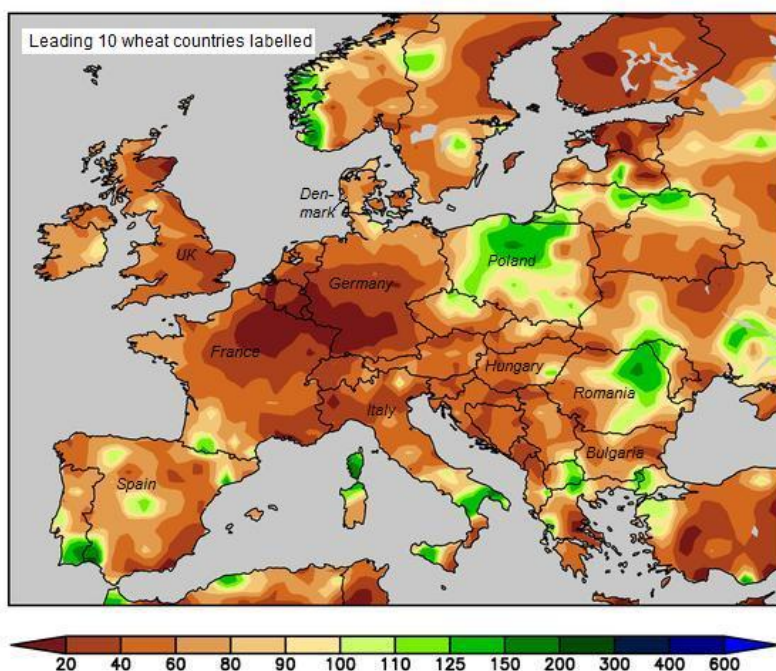 Leading 10 wheat countries labelled
Den-
mark
UK
Germany
Poland
France
Hungary
Romania
Italy
Bulgaria
Spain
20 40 60 80 90 100 110 125 150 200 300 400 600